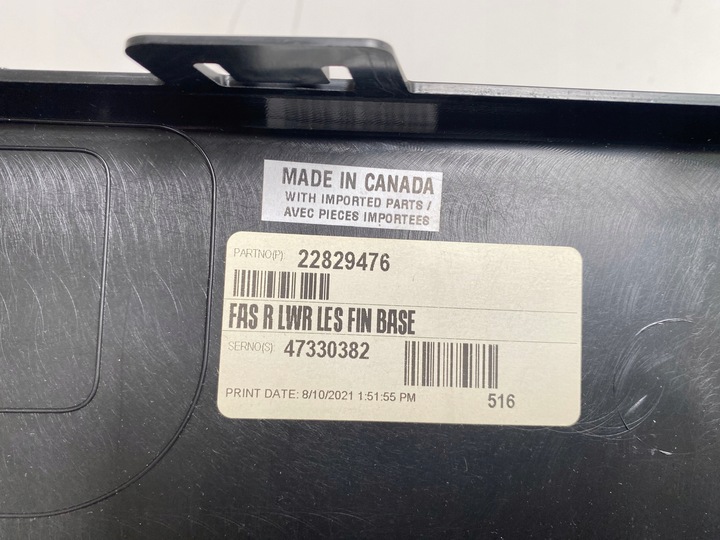 MADE IN CANADA
WITH IMPORTED PARTS /
AVEC PIECES IMPORTEES
PARTNO(P) 22829476
FAS R LWR LES FIN BASE
SERNO(S) 47330382
PRINT DATE: 8/10/2021 1:51:55 PM 516